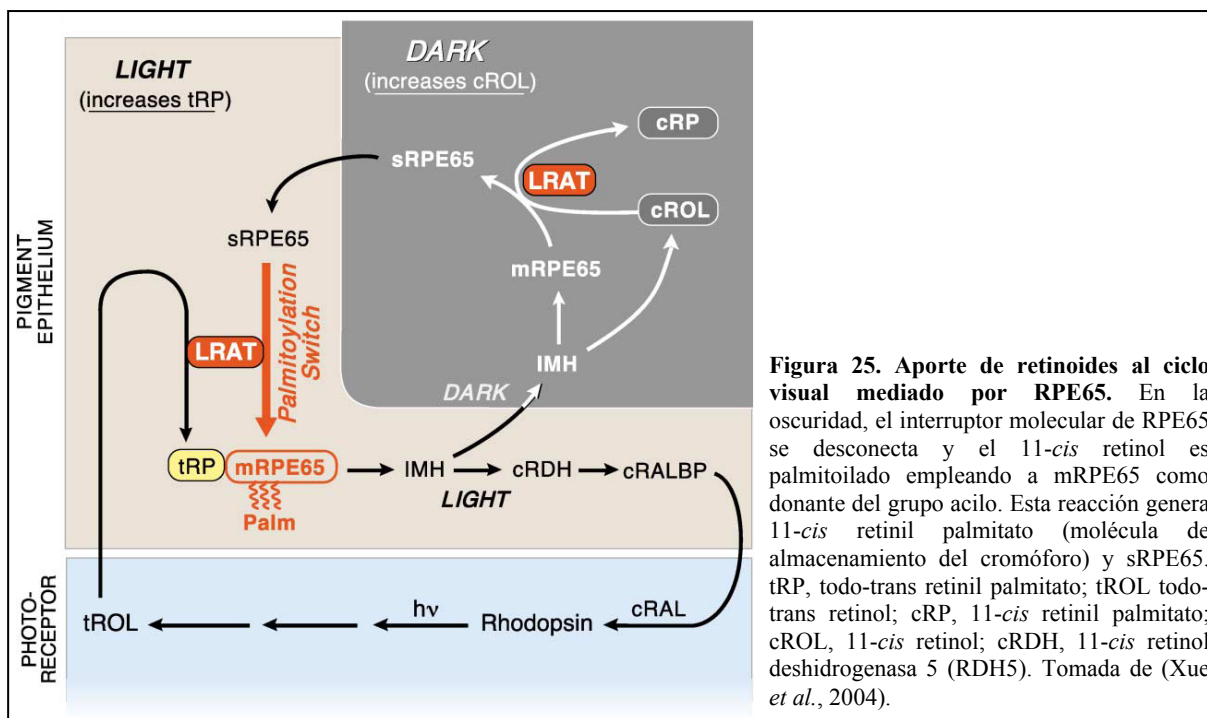 LIGHT
(increases tRP)
DARK
(increases cROL)
cRP
sRPE65
LRAT
cROL
sRPE65
mRPE65
PIGMENT
EPITHELIUM
LRAT
Palmitoylation
Switch
IMH
DARK
tRP
mRPE65
IMH
cRDH
cRALBP
LIGHT
Palm
PHOTO-
RECEPTOR
tROL
hν
Rhodopsin
cRAL
Figura 25. Aporte de retinoides al ciclo
visual mediado por RPE65. En la
oscuridad, el interruptor molecular de RPE65
se desconecta y el 11-cis retinol es
palmitoilado empleando a mRPE65 como
donante del grupo acilo. Esta reacción genera
11-cis retinil palmitato (molécula de
almacenamiento del cromóforo) y sRPE65.
tRP, todo-trans retinil palmitato; tROL todo-
trans retinol; cRP, 11-cis retinil palmitato;
cROL, 11-cis retinol; cRDH, 11-cis retinol
deshidrogenasa 5 (RDH5). Tomada de (Xue
et al., 2004).